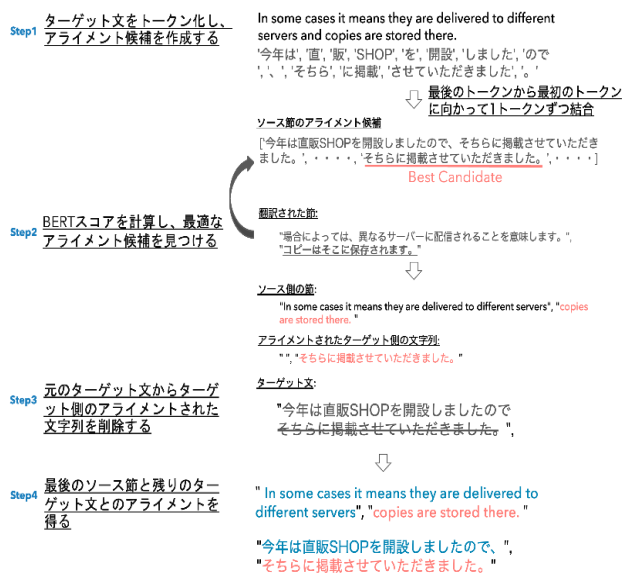 Step1
ターゲット文をトークン化し、
アライメント候補を作成する
In some cases it means they are delivered to different
servers and copies are stored there.
'今年は', '直', '販', 'SHOP', 'を', '開設', 'しました', 'ので
', '、', 'そちら', 'に掲載', 'させていただきました', '。'
最後のトークンから最初のトークン
に向かって1トークンずつ結合
ソース節のアライメント候補
['今年は直販SHOPを開設しましたので、そちらに掲載させていただき
ました。', ・・・・, 'そちらに掲載させていただきました。', ・・・・]
Best Candidate
Step2
BERTスコアを計算し、最適な
アライメント候補を見つける
翻訳された節:
"場合によっては、異なるサーバーに配信されることを意味します。",
"コピーはそこに保存されます。"
ソース側の節:
"In some cases it means they are delivered to different servers", "copies
are stored there. "
アライメントされたターゲット側の文字列:
" ", "そちらに掲載させていただきました。"
Step3
元のターゲット文からターゲ
ット側のアライメントされた
文字列を削除する
ターゲット文:
"今年は直販SHOPを開設しましたので
そちらに掲載させていただきました。",
Step4
最後のソース節と残りのター
ゲット文とのアライメントを
得る
" In some cases it means they are delivered to
different servers", "copies are stored there. "
"今年は直販SHOPを開設しましたので、",
"そちらに掲載させていただきました。"